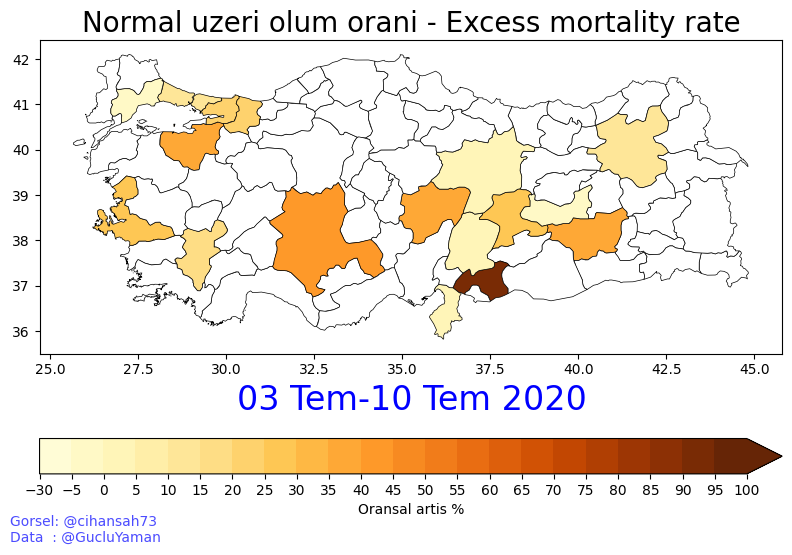 Normal uzeri olum orani - Excess mortality rate
42
41
40
39
38
37
36
25.0 27.5 30.0 32.5 35.0 37.5 40.0 42.5 45.0
03 Tem-10 Tem 2020
−30 −5 0 5 10 15 20 25 30 35 40 45 50 55 60 65 70 75 80 85 90 95 100
Oransal artis %
Gorsel: @cihansah73
Data : @GucluYaman